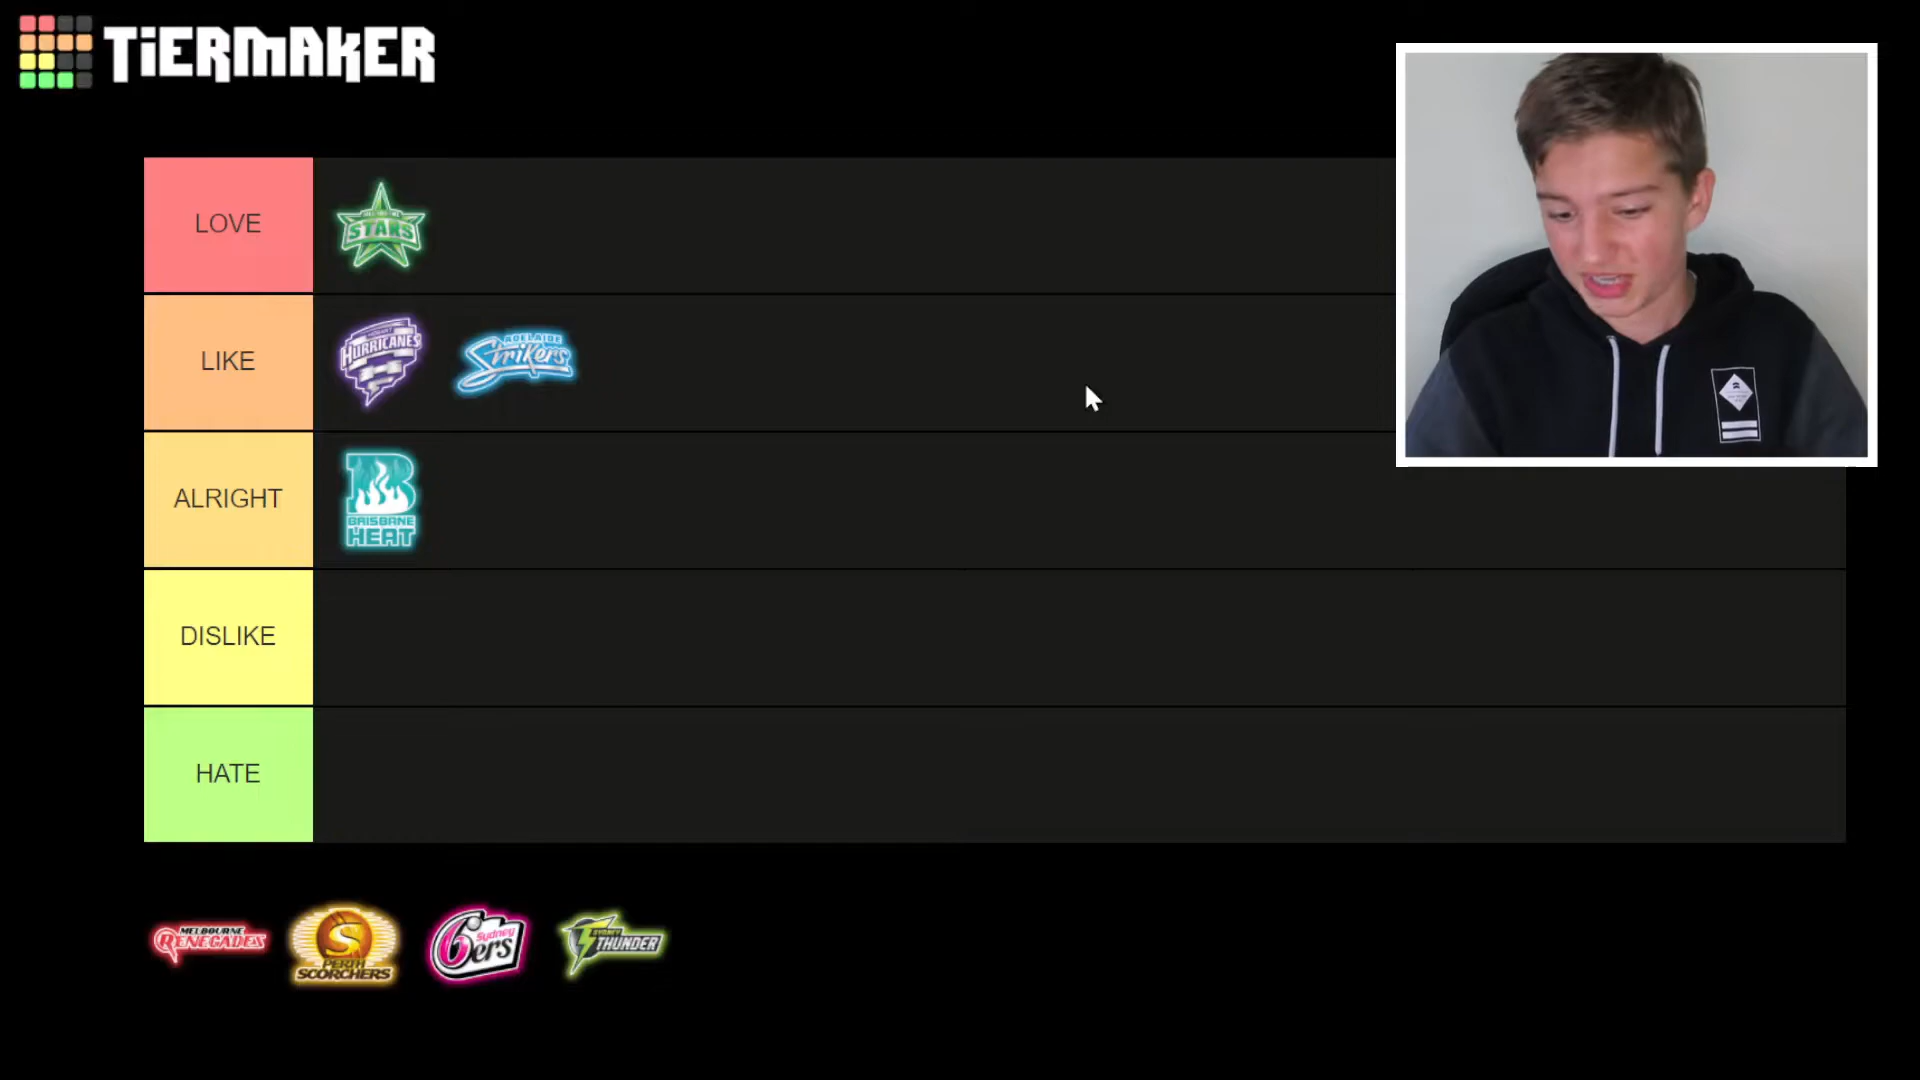 TiERMAKER
LOVE
STARS
LIKE
HOBART
HURRICANES
ADELAIDE
Strikers
ALRIGHT
B
BRISBANE
HEAT
DISLIKE
HATE
MELBOURNE
RENEGADES
S
PERTH
SCORCHERS
Sydney
6ers
SYDNEY
THUNDER